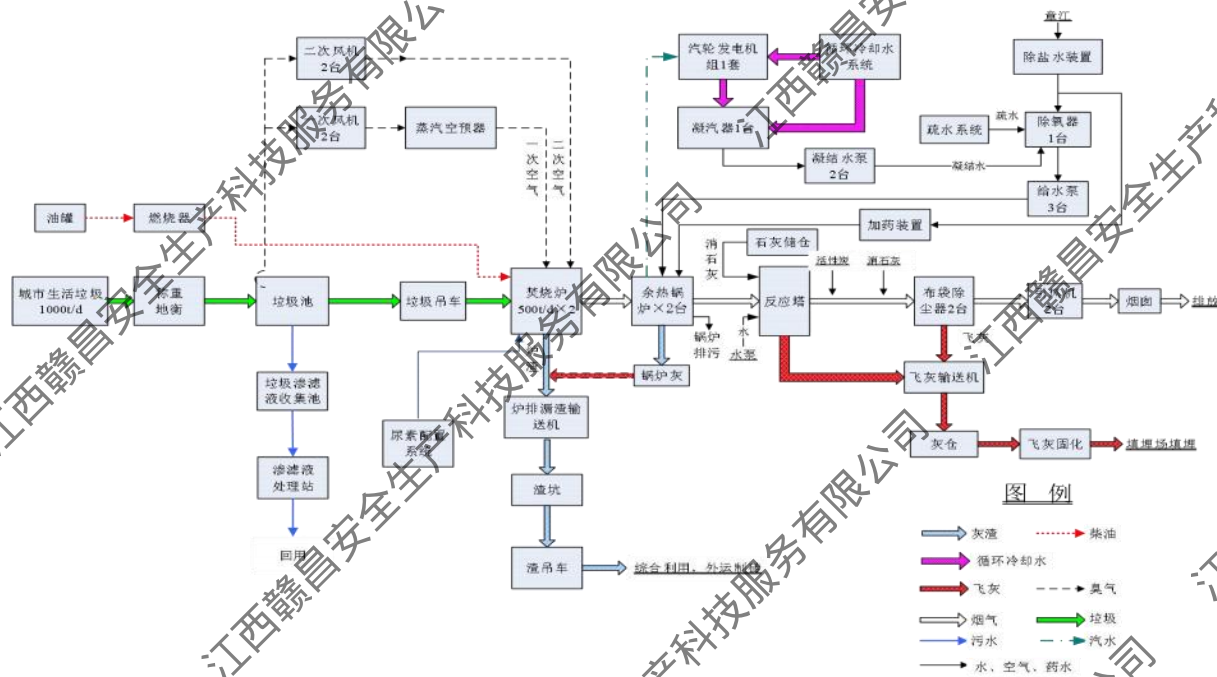 二次风机
2台
一次风机
2台
蒸汽空预器
一次空气
二次空气
汽轮发电机
组1套
循环冷却水
系统
凝汽器1台
凝结水泵
2台
凝结水
章江
除盐水装置
疏水系统
疏水
除氧器
1台
给水泵
3台
加药装置
油罐
燃烧器
城市生活垃圾
1000t/d
称重
地衡
垃圾池
垃圾吊车
焚烧炉
500t/d×2
余热锅
炉×2台
消石灰
石灰储仓
反应塔
活性炭
消石灰
布袋除
尘器2台
引风机
2台
烟囱
排放
水
水泵
锅炉
排污
锅炉灰
飞灰
飞灰输送机
灰仓
飞灰固化
填埋场填埋
垃圾渗滤
液收集池
渗滤液
处理站
回用
尿素配置
系统
炉排漏渣输
送机
渣坑
渣吊车
综合利用，外运制砖
图 例
灰渣
柴油
循环冷却水
飞灰
臭气
烟气
垃圾
污水
汽水
水、空气、药水
江西赣昌安全生产科技服务有限公司